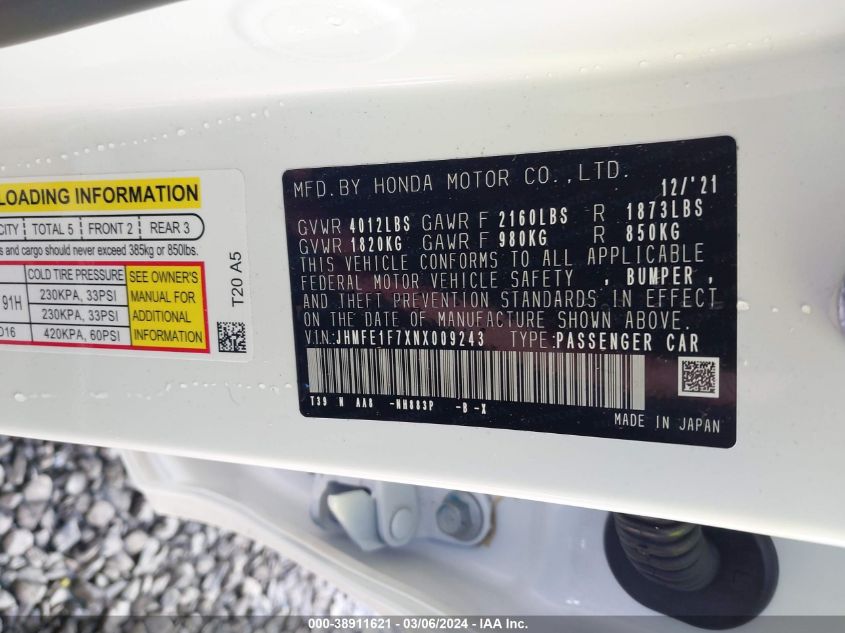 LOADING INFORMATION
CITY TOTAL 5 FRONT 2 REAR 3
s and cargo should never exceed 385kg or 850lbs.
COLD TIRE PRESSURE
91H 230KPA, 33PSI
230KPA, 33PSI
016 420KPA, 60PSI
SEE OWNER'S
MANUAL FOR
ADDITIONAL
INFORMATION
T20 A5
MFD.BY HONDA MOTOR CO.,LTD. 12/'21
GVWR 4012LBS GAWR F 2160LBS R 1873LBS
GVWR 1820KG GAWR F 980KG R 850KG
THIS VEHICLE CONFORMS TO ALL APPLICABLE
FEDERAL MOTOR VEHICLE SAFETY , BUMPER ,
AND THEFT PREVENTION STANDARDS IN EFFECT
ON THE DATE OF MANUFACTURE SHOWN ABOVE.
V.I.N:JHMFE1F7XNX009243 TYPE:PASSENGER CAR
T39 N AA8 -NH883P -B -X
MADE IN JAPAN
000-38911621 - 03/06/2024 - IAA Inc.